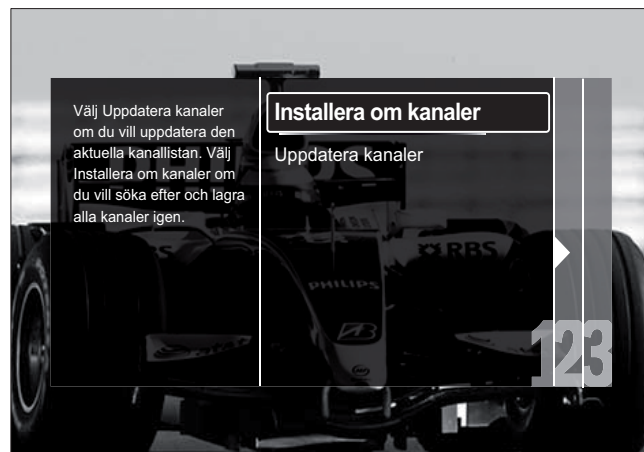 Välj Uppdatera kanaler
om du vill uppdatera den
aktuella kanallistan. Välj
Installera om kanaler om
du vill söka efter och lagra
alla kanaler igen.
Installera om kanaler
Uppdatera kanaler
RBS
PHILIPS
123